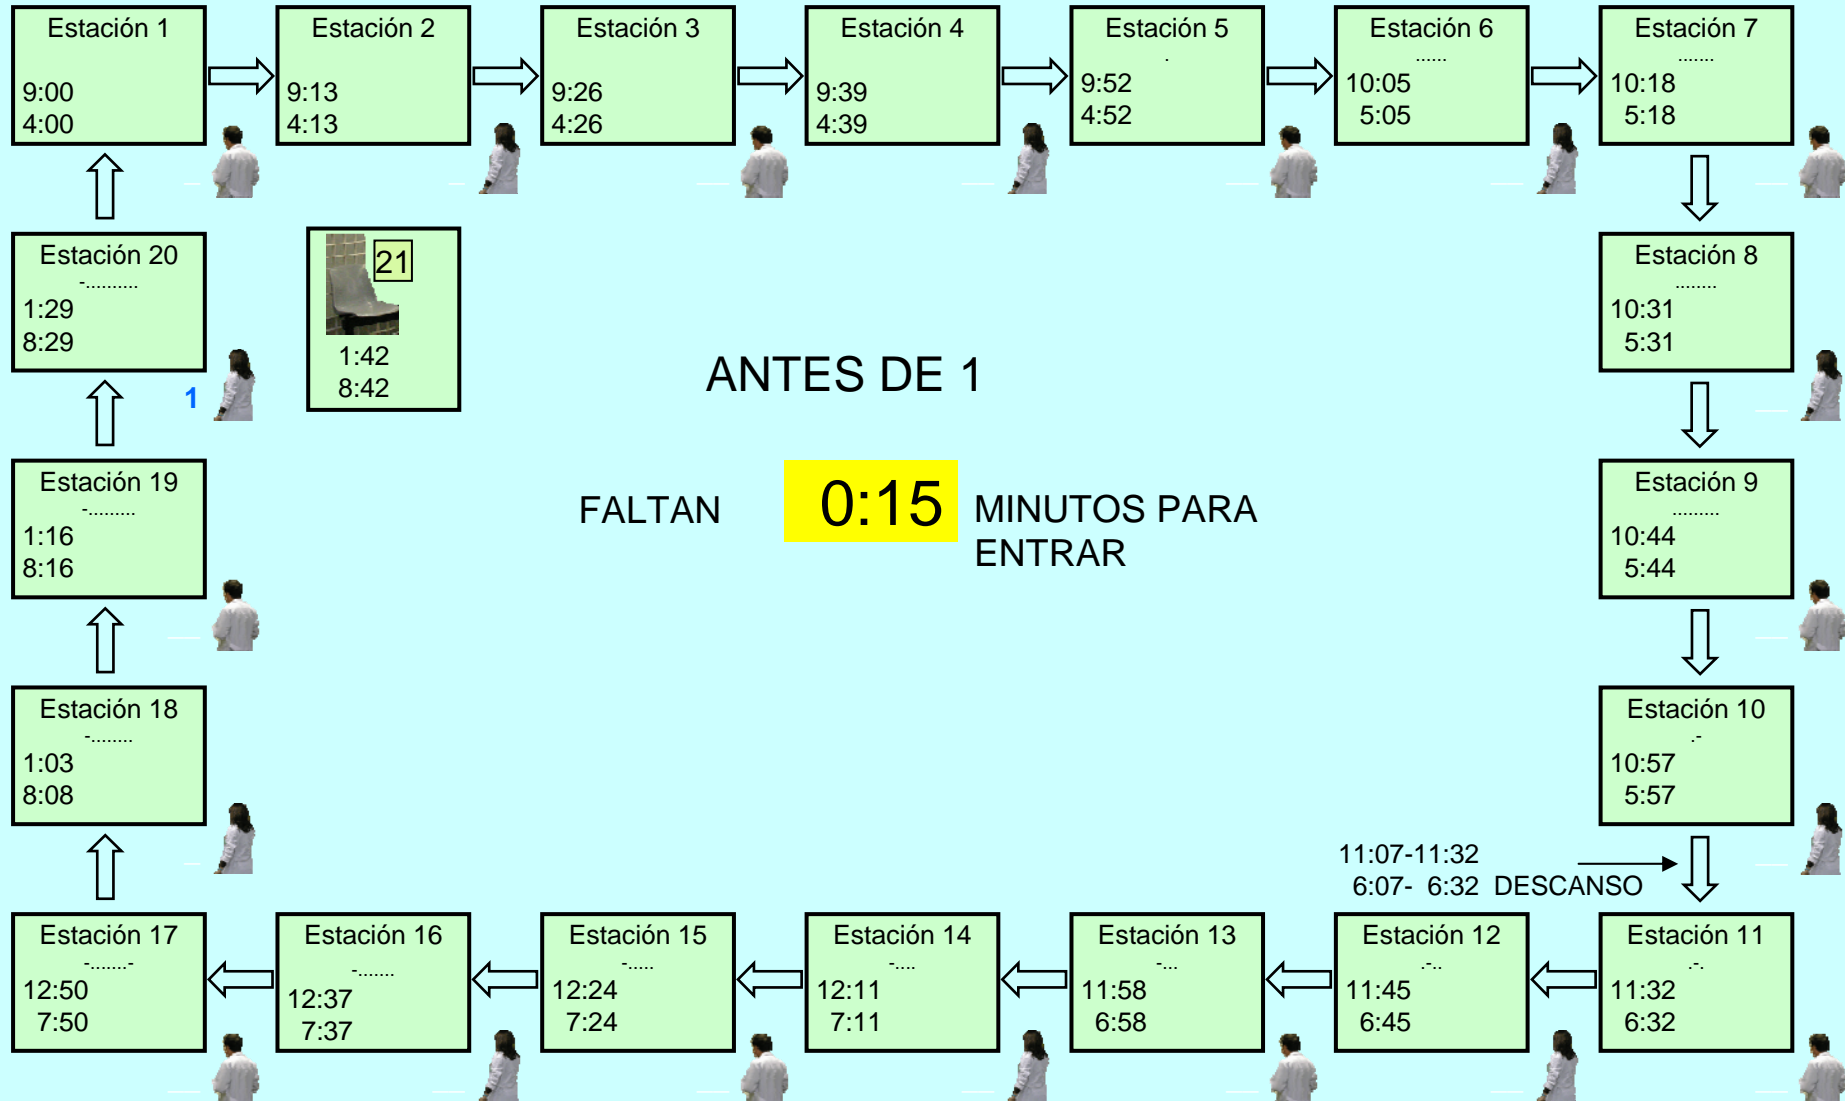 Estación 1
9:00
4:00
Estación 2
9:13
4:13
Estación 3
9:26
4:26
Estación 4
9:39
4:39
Estación 5
.
9:52
4:52
Estación 6
......
10:05
5:05
Estación 7
.......
10:18
5:18
Estación 8
........
10:31
5:31
Estación 9
.........
10:44
5:44
Estación 10
.-
10:57
5:57
11:07-11:32
6:07- 6:32 DESCANSO
Estación 11
.-.
11:32
6:32
Estación 12
.-..
11:45
6:45
Estación 13
-...
11:58
6:58
Estación 14
-....
12:11
7:11
Estación 15
-.....
12:24
7:24
Estación 16
-.......
12:37
7:37
Estación 17
-.......-
12:50
7:50
Estación 18
-........
1:03
8:08
Estación 19
-.........
1:16
8:16
Estación 20
-..........
1:29
8:29
1
21
1:42
8:42
ANTES DE 1
FALTAN 0:15 MINUTOS PARA
ENTRAR